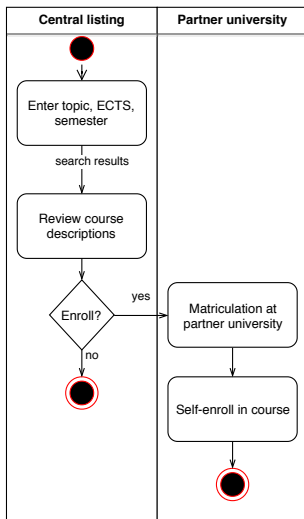 Central listing
Partner university
Enter topic, ECTS,
semester
search results
Review course
descriptions
Enroll?
yes
no
Matriculation at
partner university
Self-enroll in course